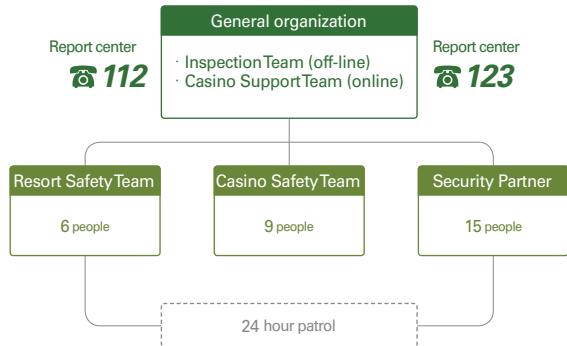 General organization
Report center
☎ 112
· Inspection Team (off-line)
· Casino Support Team (online)
Report center
☎ 123
Resort Safety Team
6 people
Casino Safety Team
9 people
Security Partner
15 people
24 hour patrol